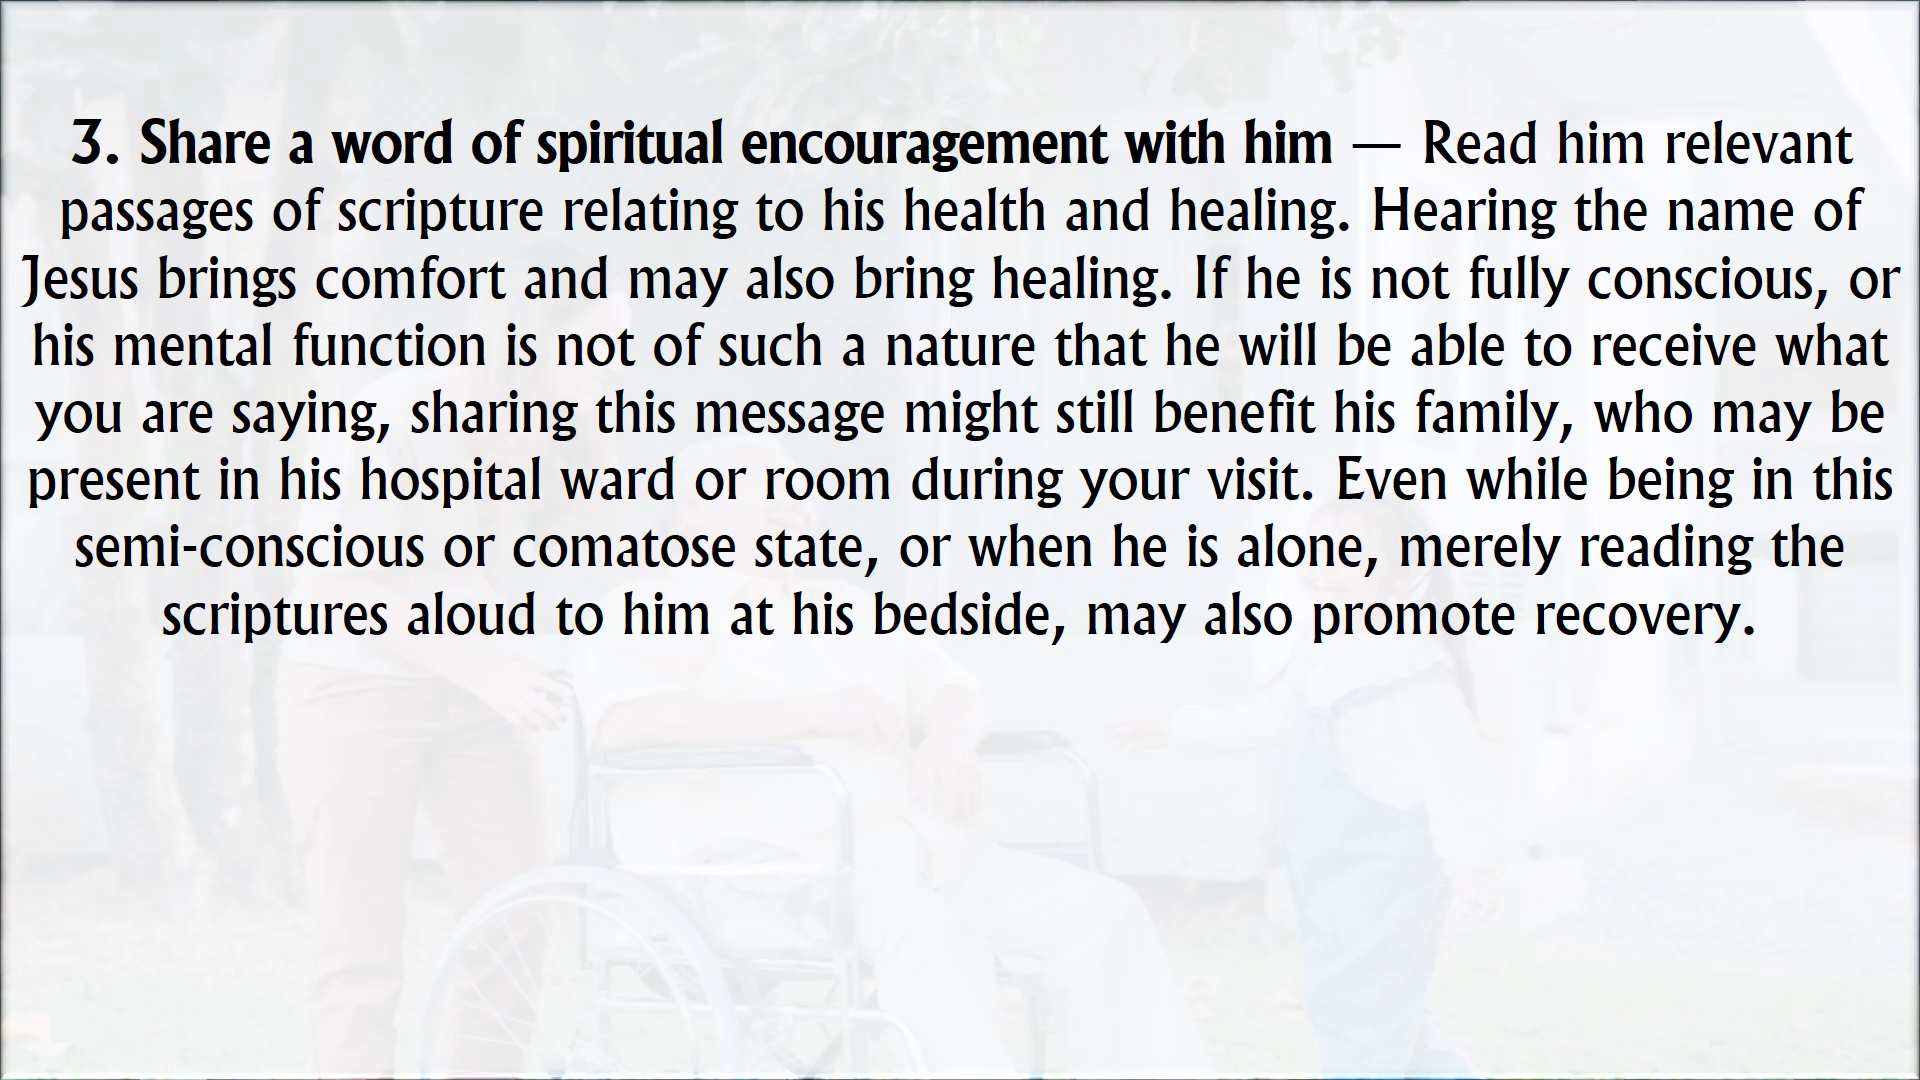 3. Share a word of spiritual encouragement with him — Read him relevant
passages of scripture relating to his health and healing. Hearing the name of
Jesus brings comfort and may also bring healing. If he is not fully conscious, or
his mental function is not of such a nature that he will be able to receive what
you are saying, sharing this message might still benefit his family, who may be
present in his hospital ward or room during your visit. Even while being in this
semi-conscious or comatose state, or when he is alone, merely reading the
scriptures aloud to him at his bedside, may also promote recovery.